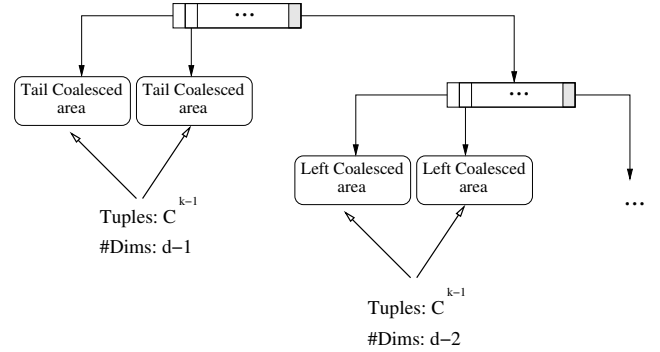 ...
Tail Coalesced
area
Tail Coalesced
area
...
Left Coalesced
area
Left Coalesced
area
...
Tuples: C^k-1
#Dims: d-1
Tuples: C^k-1
#Dims: d-2